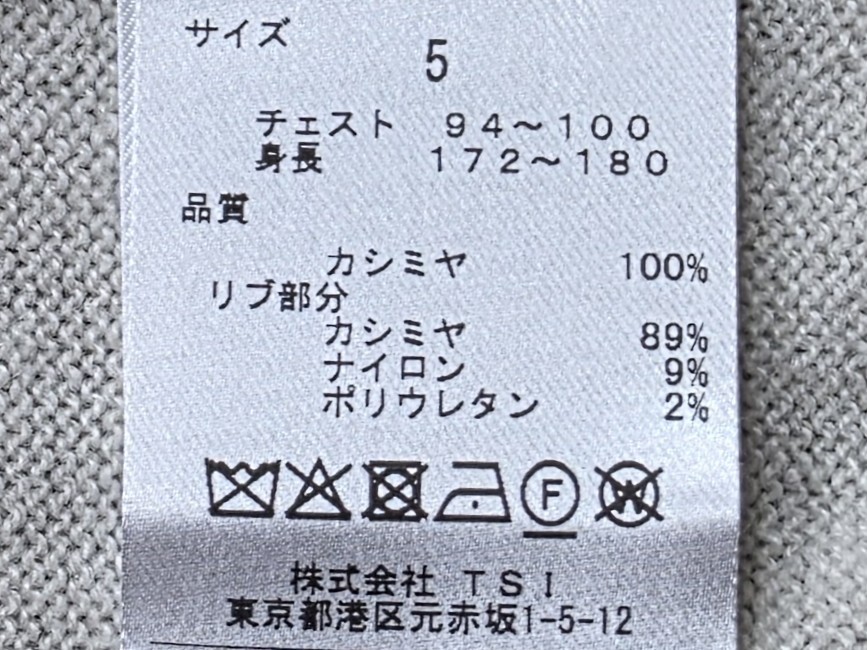 サイズ
5
チェスト 94～100
身長 172～180
品質
カシミヤ 100%
リブ部分
カシミヤ 89%
ナイロン 9%
ポリウレタン 2%
F W
株式会社 TSI
東京都港区元赤坂1-5-12